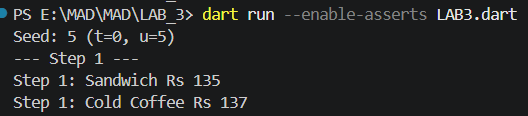 PS E:\MAD\MAD\LAB_3> dart run --enable-asserts LAB3.dart
Seed: 5 (t=0, u=5)
--- Step 1 ---
Step 1: Sandwich Rs 135
Step 1: Cold Coffee Rs 137